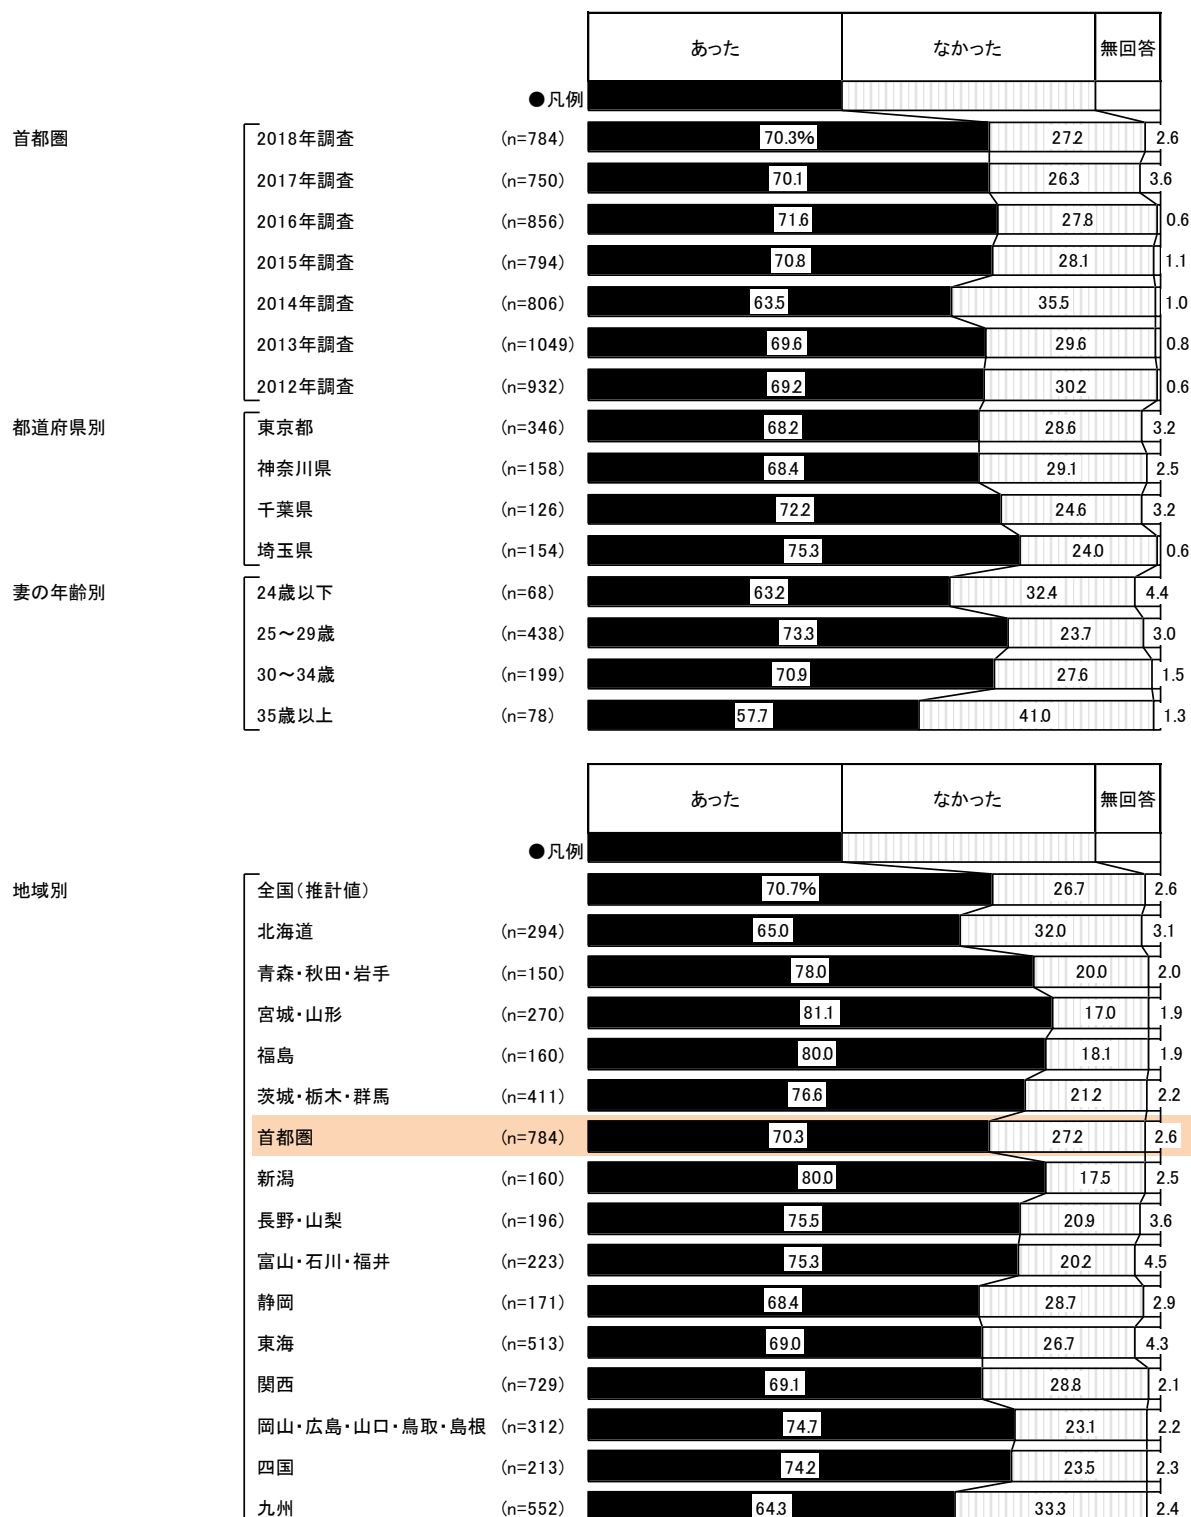 あった なかった 無回答
●凡例
首都圏 2018年調査 (n=784) 70.3% 27.2 2.6
2017年調査 (n=750) 70.1 26.3 3.6
2016年調査 (n=856) 71.6 27.8 0.6
2015年調査 (n=794) 70.8 28.1 1.1
2014年調査 (n=806) 63.5 35.5 1.0
2013年調査 (n=1049) 69.6 29.6 0.8
2012年調査 (n=932) 69.2 30.2 0.6
都道府県別 東京都 (n=346) 68.2 28.6 3.2
神奈川県 (n=158) 68.4 29.1 2.5
千葉県 (n=126) 72.2 24.6 3.2
埼玉県 (n=154) 75.3 24.0 0.6
妻の年齢別 24歳以下 (n=68) 63.2 32.4 4.4
25～29歳 (n=438) 73.3 23.7 3.0
30～34歳 (n=199) 70.9 27.6 1.5
35歳以上 (n=78) 57.7 41.0 1.3
あった なかった 無回答
●凡例
地域別 全国（推計値） 70.7% 26.7 2.6
北海道 (n=294) 65.0 32.0 3.1
青森・秋田・岩手 (n=150) 78.0 20.0 2.0
宮城・山形 (n=270) 81.1 17.0 1.9
福島 (n=160) 80.0 18.1 1.9
茨城・栃木・群馬 (n=411) 76.6 21.2 2.2
首都圏 (n=784) 70.3 27.2 2.6
新潟 (n=160) 80.0 17.5 2.5
長野・山梨 (n=196) 75.5 20.9 3.6
富山・石川・福井 (n=223) 75.3 20.2 4.5
静岡 (n=171) 68.4 28.7 2.9
東海 (n=513) 69.0 26.7 4.3
関西 (n=729) 69.1 28.8 2.1
岡山・広島・山口・鳥取・島根 (n=312) 74.7 23.1 2.2
四国 (n=213) 74.2 23.5 2.3
九州 (n=552) 64.3 33.3 2.4